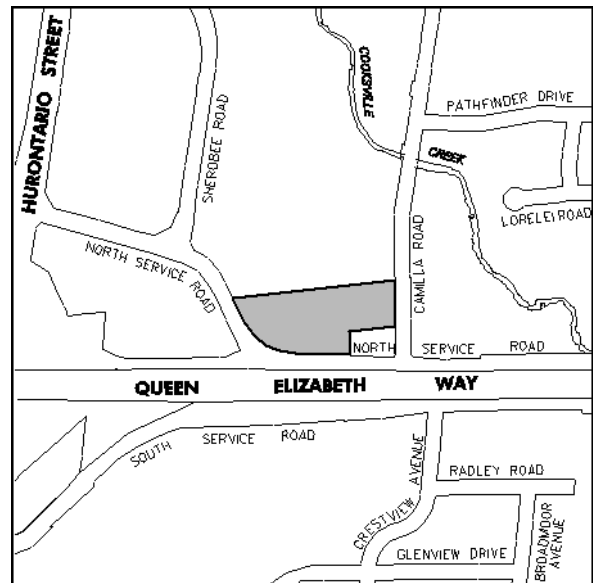 HURONTARIO STREET
SHEROBEE ROAD
COOKSVILLE
CREEK
PATHFINDER DRIVE
LORELEI ROAD
CAMILLA ROAD
NORTH SERVICE ROAD
NORTH SERVICE ROAD
QUEEN ELIZABETH WAY
SOUTH SERVICE ROAD
CRESTVIEW AVENUE
RADLEY ROAD
GLENVIEW DRIVE
BROADMOOR
AVENUE